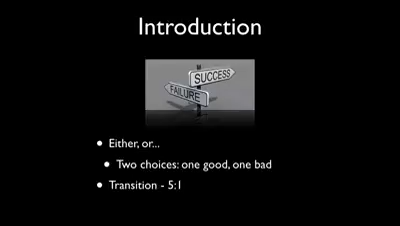 Introduction
SUCCESS
FAILURE
Either, or...
Two choices: one good, one bad
Transition - 5:1